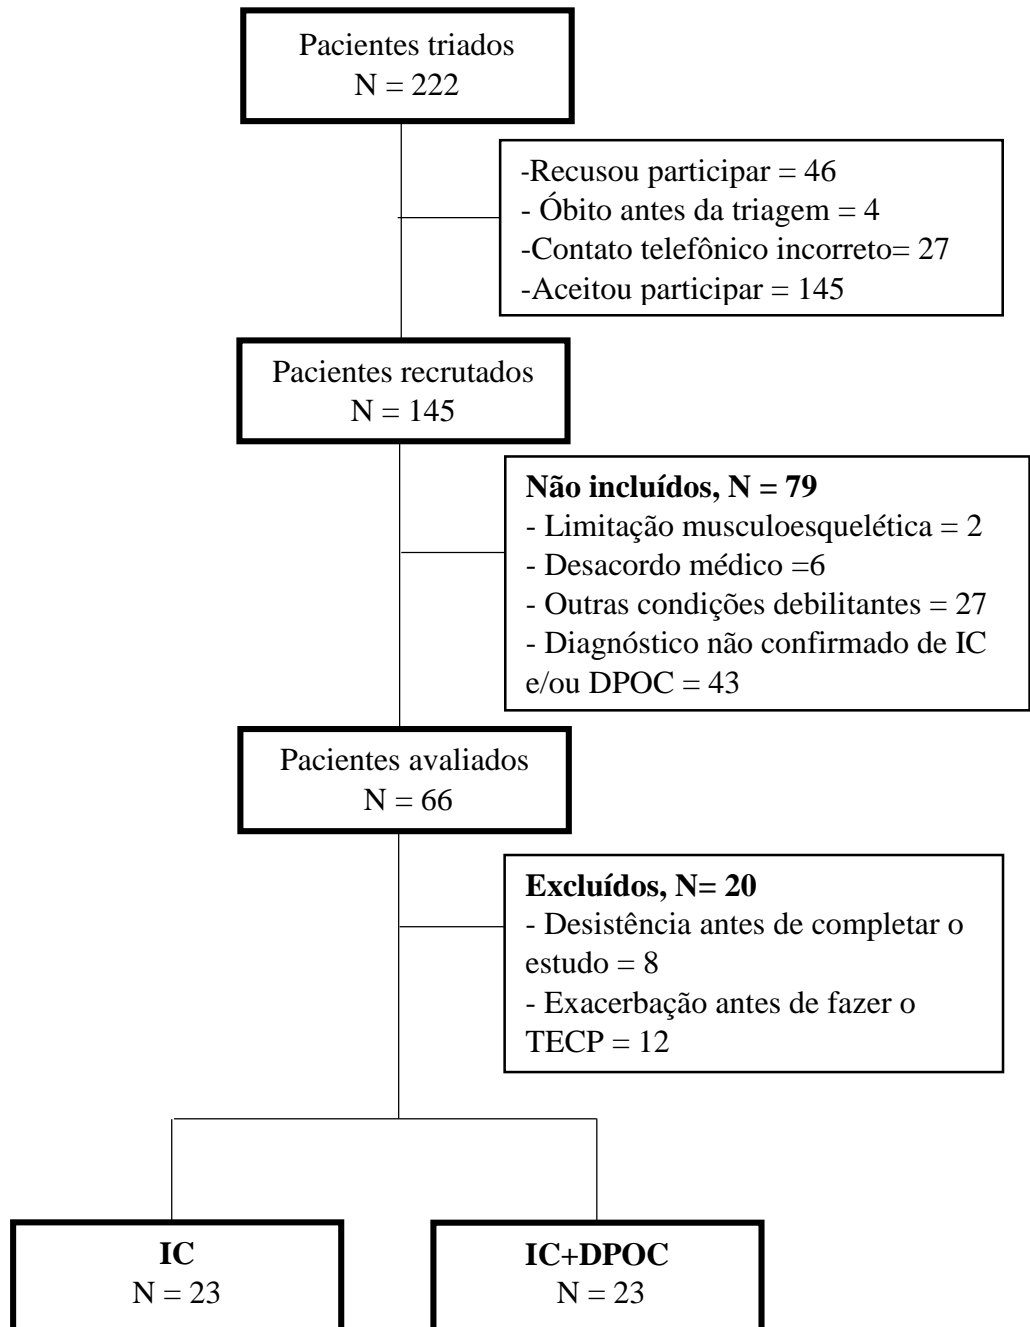 Pacientes triados
N = 222
-Recusou participar = 46
- Óbito antes da triagem = 4
-Contato telefônico incorreto= 27
-Aceitou participar = 145
Pacientes recrutados
N = 145
Não incluídos, N = 79
- Limitação musculoesquelética = 2
- Desacordo médico =6
- Outras condições debilitantes = 27
- Diagnóstico não confirmado de IC
e/ou DPOC = 43
Pacientes avaliados
N = 66
Excluídos, N= 20
- Desistência antes de completar o
estudo = 8
- Exacerbação antes de fazer o
TECP = 12
IC
N = 23
IC+DPOC
N = 23